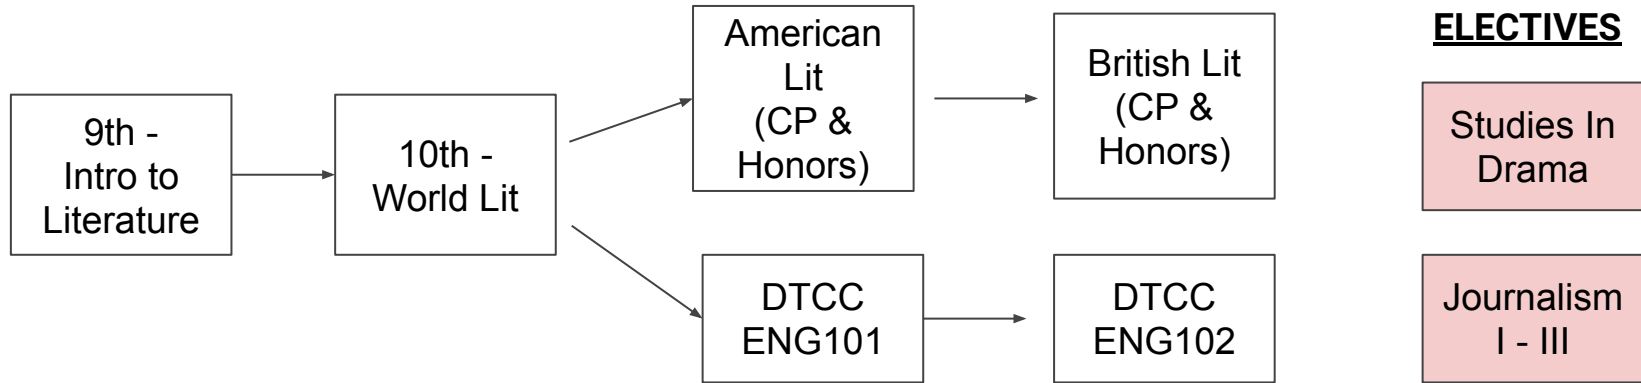 9th -
Intro to
Literature
10th -
World Lit
American
Lit
(CP &
Honors)
British Lit
(CP &
Honors)
DTCC
ENG101
DTCC
ENG102
ELECTIVES
Studies In
Drama
Journalism
I - III